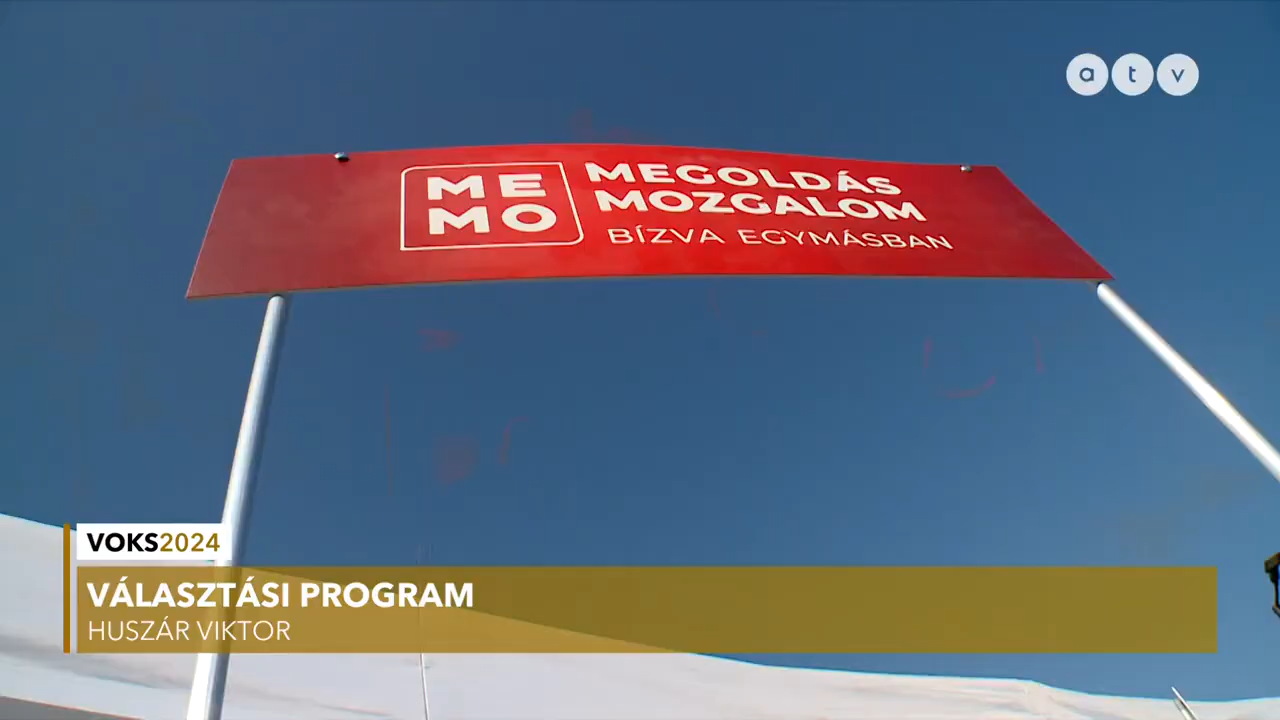 atv
ME
MO
MEGOLDÁS
MOZGALOM
BÍZVA EGYMÁSBAN
VOKS2024
VÁLASZTÁSI PROGRAM
HUSZÁR VIKTOR